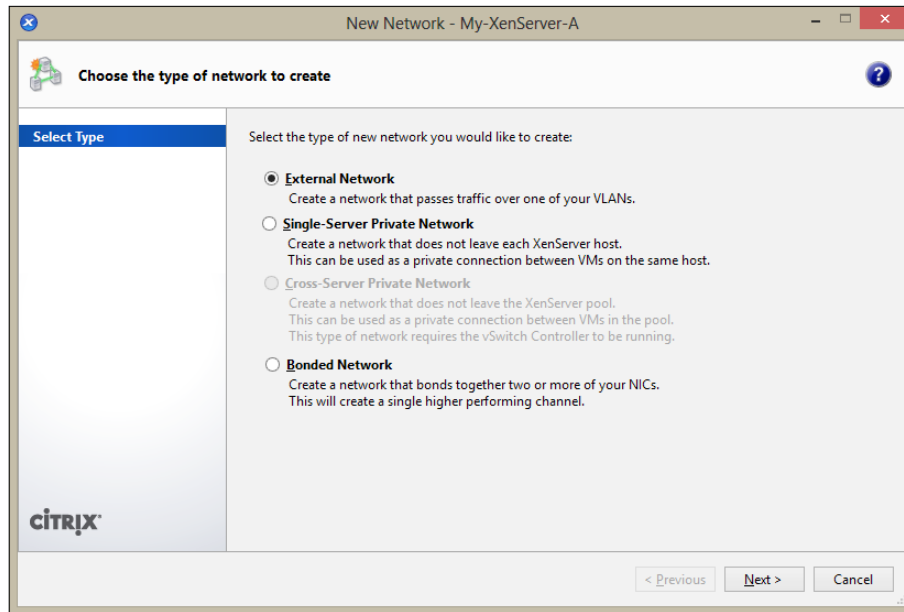 New Network - My-XenServer-A
Choose the type of network to create
Select Type
Select the type of new network you would like to create:
External Network
Create a network that passes traffic over one of your VLANs.
Single-Server Private Network
Create a network that does not leave each XenServer host.
This can be used as a private connection between VMs on the same host.
Cross-Server Private Network
Create a network that does not leave the XenServer pool.
This can be used as a private connection between VMs in the pool.
This type of network requires the vSwitch Controller to be running.
Bonded Network
Create a network that bonds together two or more of your NICs.
This will create a single higher performing channel.
CİTRIX
< Previous
Next >
Cancel